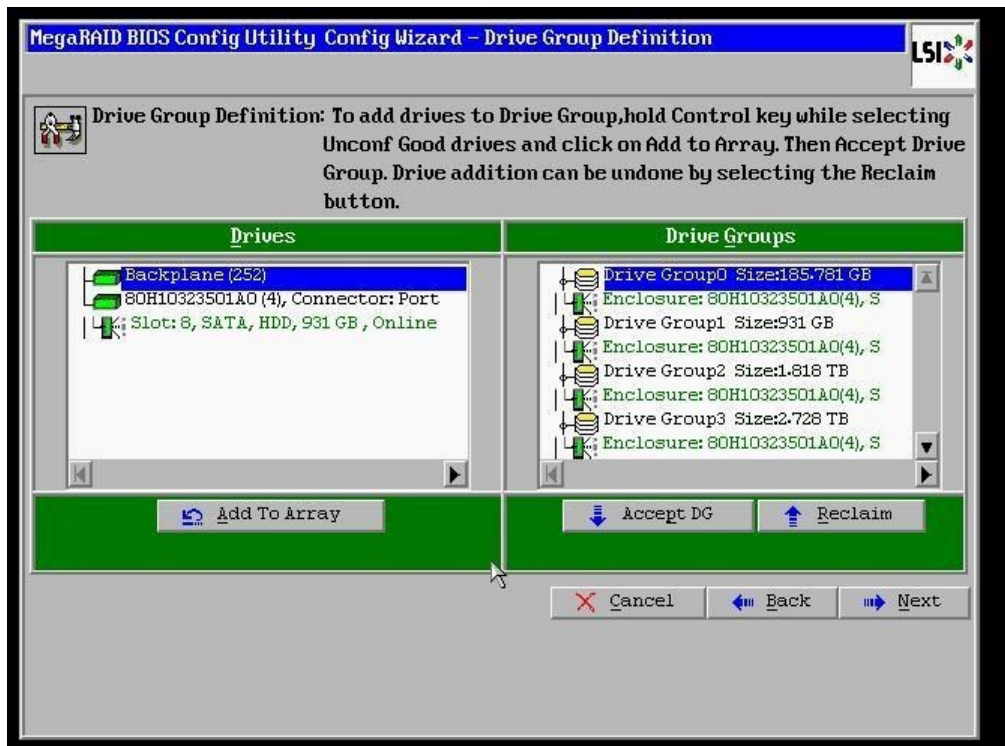 MegaRAID BIOS Config Utility Config Wizard – Drive Group Definition
LSI
Drive Group Definition: To add drives to Drive Group,hold Control key while selecting
Unconf Good drives and click on Add to Array. Then Accept Drive
Group. Drive addition can be undone by selecting the Reclaim
button.
Drives
Drive Groups
Backplane (252)
80H10323501A0 (4), Connector: Port
Slot: 8, SATA, HDD, 931 GB , Online
Drive Group0 Size:185.781 GB
Enclosure: 80H10323501A0(4), S
Drive Group1 Size:931 GB
Enclosure: 80H10323501A0(4), S
Drive Group2 Size:1.818 TB
Enclosure: 80H10323501A0(4), S
Drive Group3 Size:2.728 TB
Enclosure: 80H10323501A0(4), S
Add To Array
Accept DG
Reclaim
Cancel
Back
Next